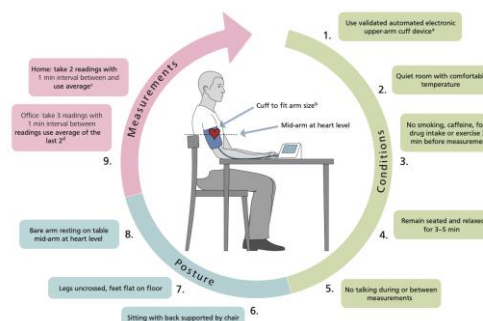 1.
Use validated automated electronic
upper-arm cuff deviceᵃ
2.
Quiet room with comfortable
temperature
3.
No smoking, caffeine,
drug intake or exercise
min before
4.
Remain seated and relaxed
for 3–5 min
5.
No talking during or between
measurements
Conditions
6.
Sitting with back supported by chair
7.
Legs uncrossed, feet flat on floor
8.
Bare arm resting on table
mid-arm at heart level
Posture
9.
Home: take 2 readings with
1 min interval between and
use averageᶜ
Office: take 3 readings with
1 min interval between
readings use average of the
last 2ᵈ
Measurements
Cuff to fit arm sizeᵇ
Mid-arm at heart level